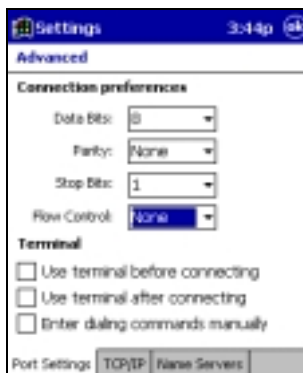 Settings 3:44p ok
Advanced
Connection preferences
Data Bits: 8
Parity: None
Stop Bits: 1
Flow Control: None
Terminal
Use terminal before connecting
Use terminal after connecting
Enter dialing commands manually
Port Settings TCP/IP Name Servers